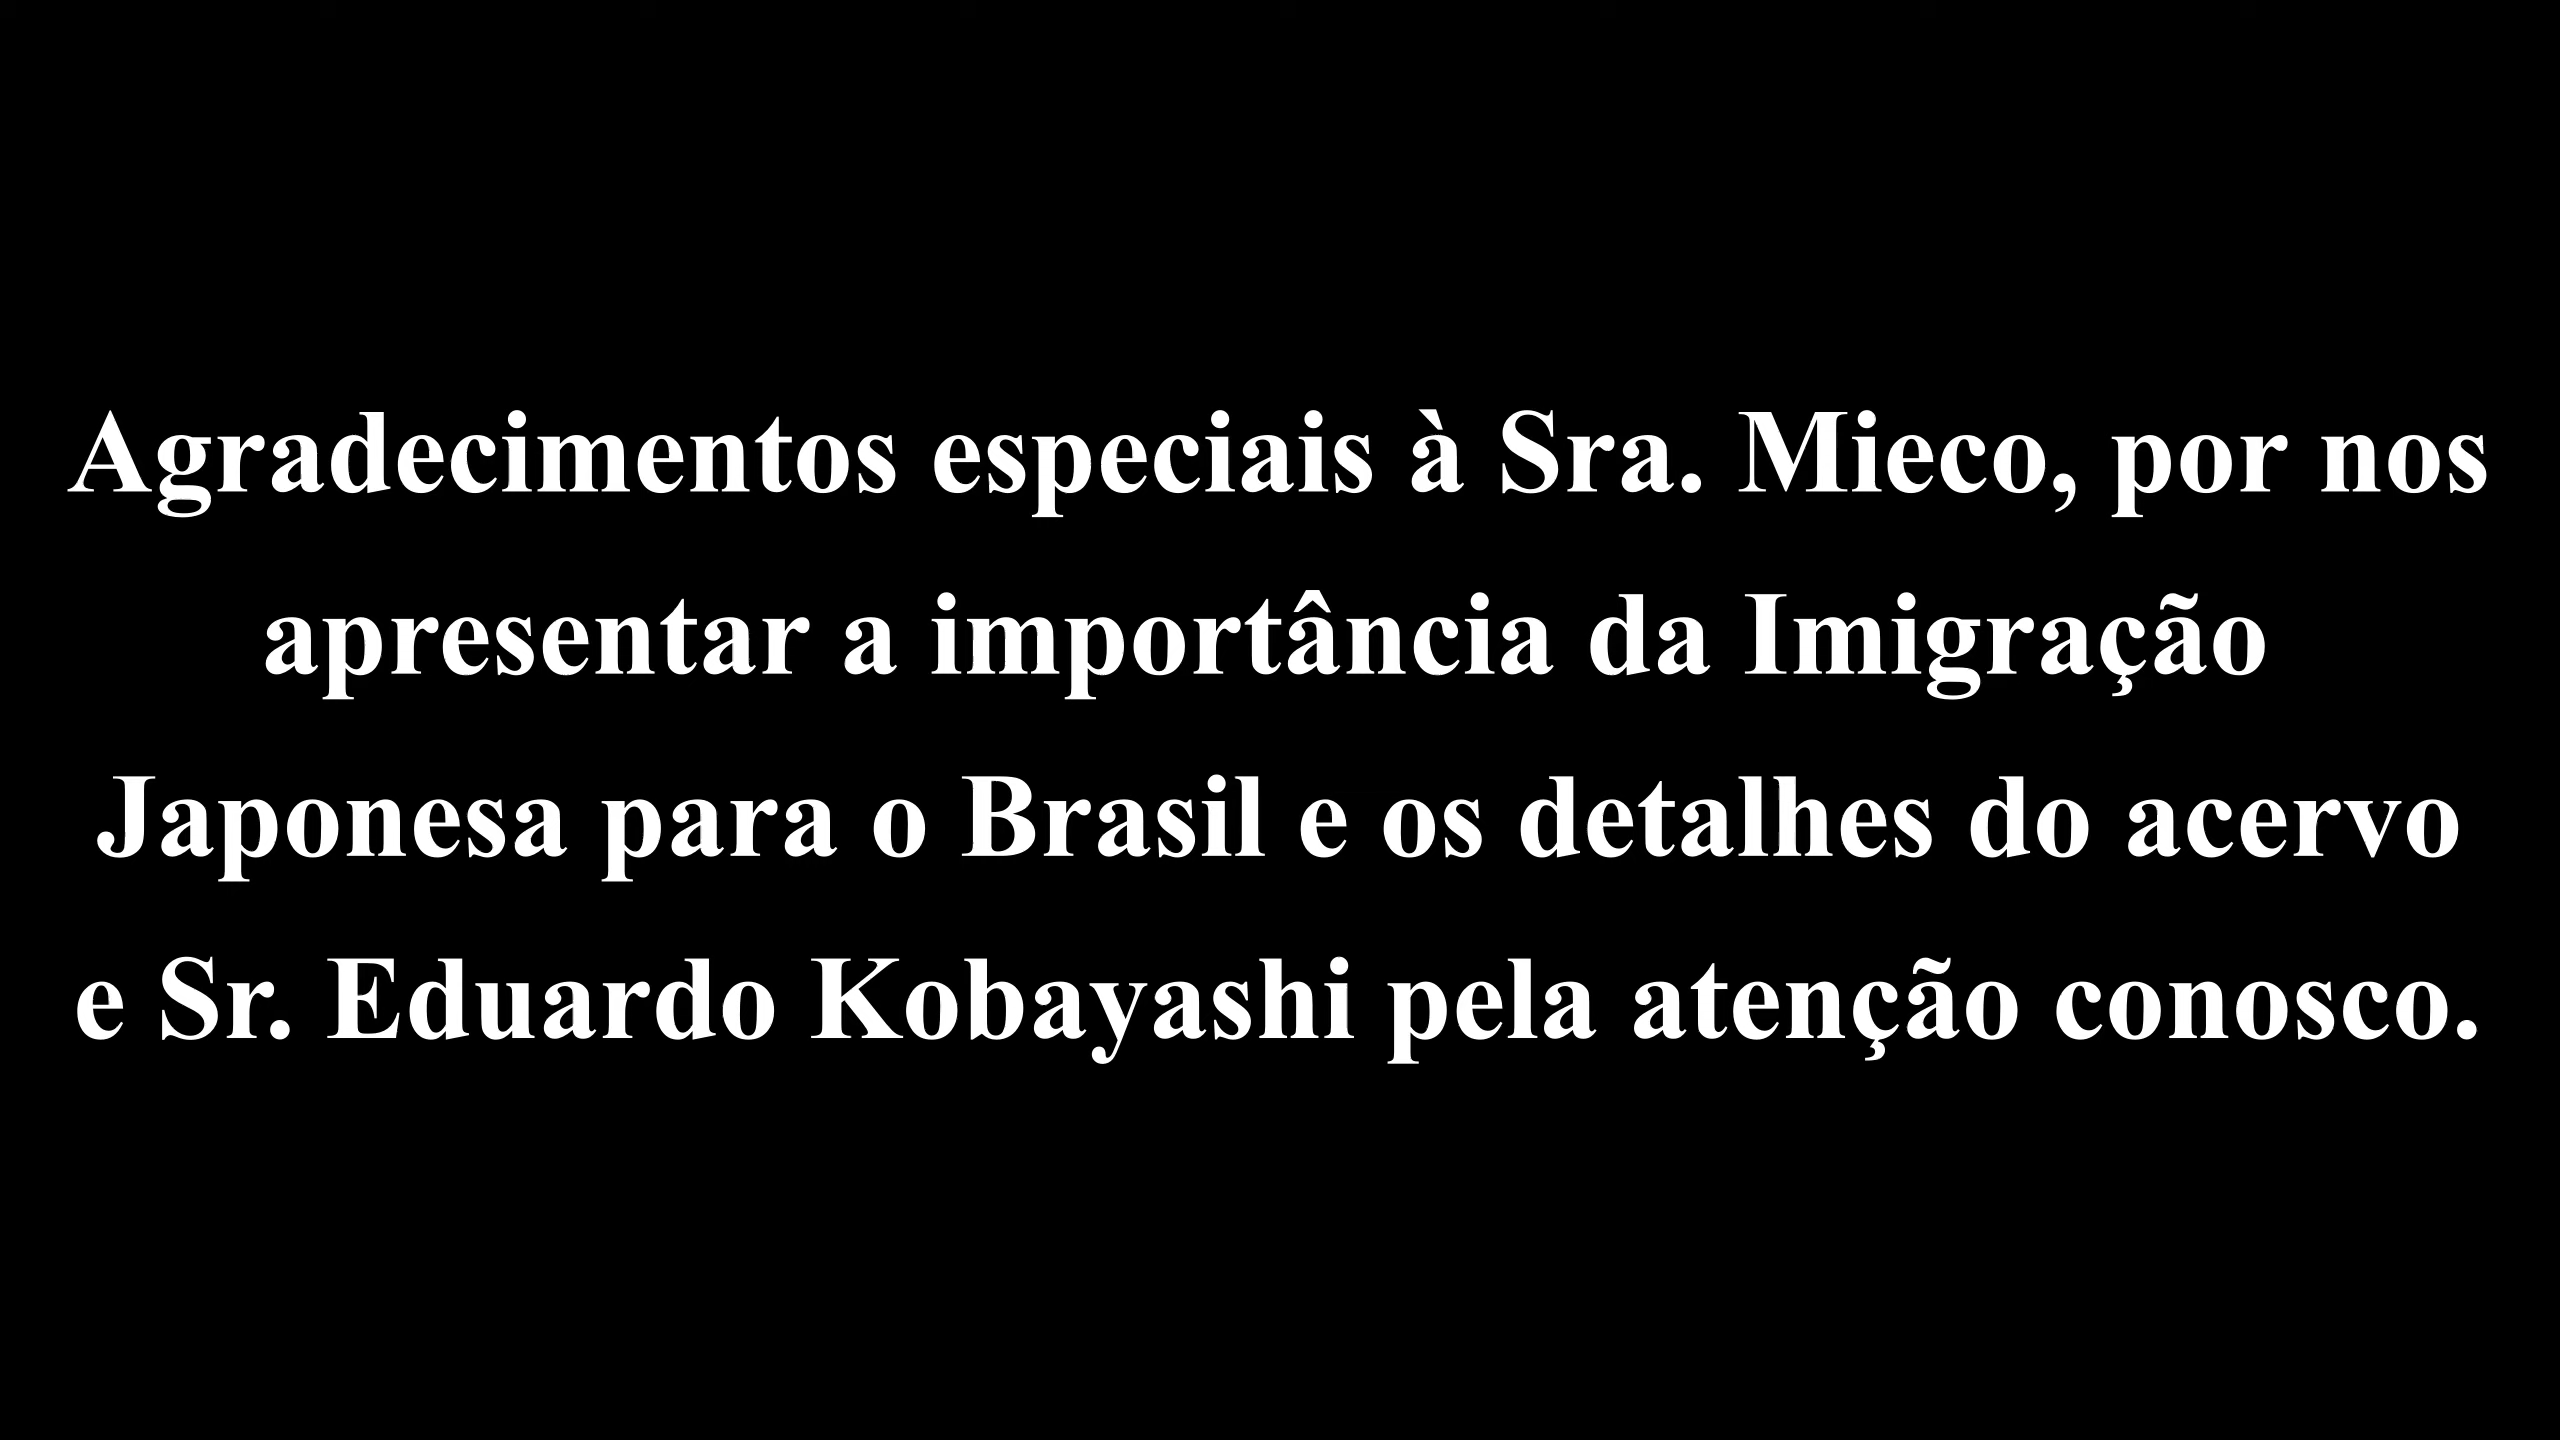 Agradecimentos especiais à Sra. Mieco, por nos
apresentar a importância da Imigração
Japonesa para o Brasil e os detalhes do acervo
e Sr. Eduardo Kobayashi pela atenção conosco.